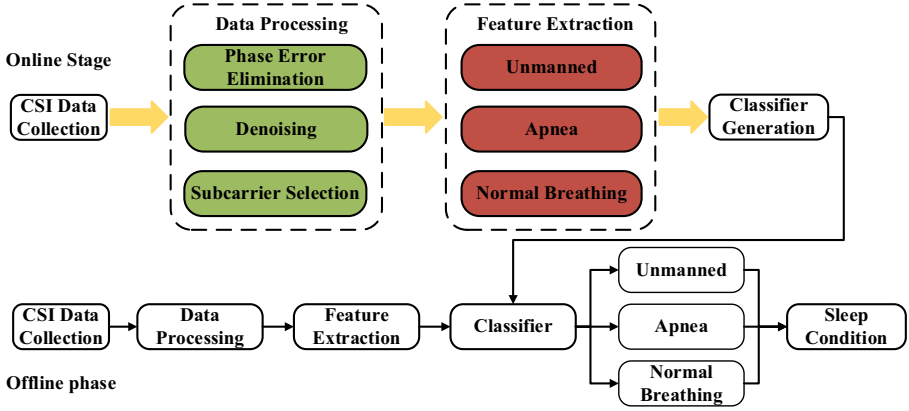 Data Processing
Feature Extraction
Online Stage
Phase Error
Elimination
Unmanned
CSI Data
Collection
Denoising
Apnea
Classifier
Generation
Subcarrier Selection
Normal Breathing
Unmanned
CSI Data
Collection
Data
Processing
Feature
Extraction
Classifier
Apnea
Sleep
Condition
Normal
Breathing
Offline phase